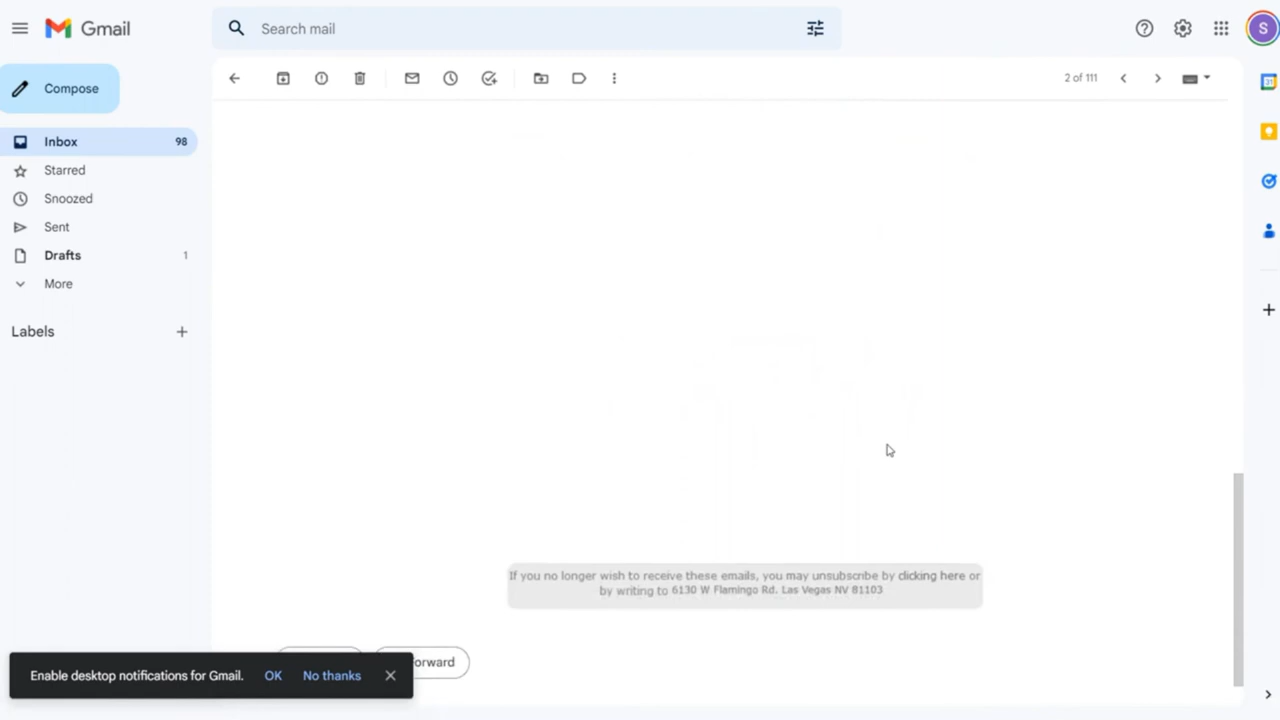 Gmail
Search mail
S
Compose
2 of 111
Inbox 98
Starred
Snoozed
Sent
Drafts 1
More
Labels
If you no longer wish to receive these emails, you may unsubscribe by clicking here or
by writing to 6130 W Flamingo Rd. Las Vegas NV 81103
orward
Enable desktop notifications for Gmail. OK No thanks